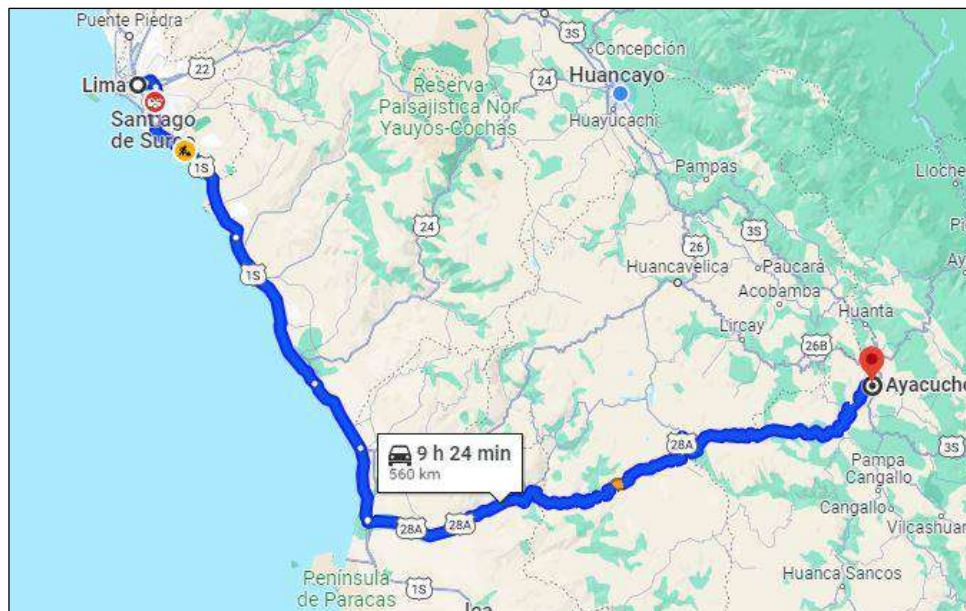 Puente Piedra
3S
Concepción
22
Lima
24
Huancayo
Reserva
Paisajística Nor
Yauyos-Cochas
Huayucachi
Santiago
de Surco
1S
Pampas
Lloche
24
3S
26
1S
Huancavelica
Paucará
Acobamba
Huanta
Lircay
26B
Ayacucho
9 h 24 min
560 km
28A
3S
Pampa
Cangallo
28A
28A
Cangallo
Vilcashuar
Península
de Paracas
1S
Huanca Sancos